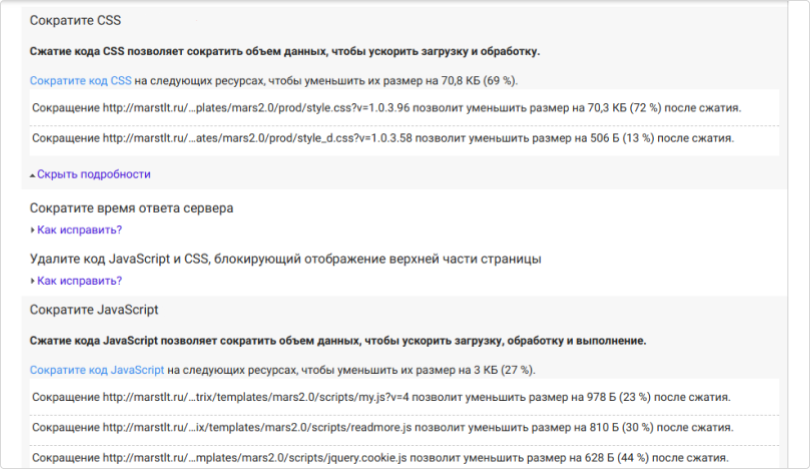 Сократите CSS
Сжатие кода CSS позволяет сократить объем данных, чтобы ускорить загрузку и обработку.
Сократите код CSS на следующих ресурсах, чтобы уменьшить их размер на 70,8 КБ (69 %).
Сокращение http://marstlt.ru/…plates/mars2.0/prod/style.css?v=1.0.3.96 позволит уменьшить размер на 70,3 КБ (72 %) после сжатия.
Сокращение http://marstlt.ru/…ates/mars2.0/prod/style_d.css?v=1.0.3.58 позволит уменьшить размер на 506 Б (13 %) после сжатия.
Скрыть подробности
Сократите время ответа сервера
Как исправить?
Удалите код JavaScript и CSS, блокирующий отображение верхней части страницы
Как исправить?
Сократите JavaScript
Сжатие кода JavaScript позволяет сократить объем данных, чтобы ускорить загрузку, обработку и выполнение.
Сократите код JavaScript на следующих ресурсах, чтобы уменьшить их размер на 3 КБ (27 %).
Сокращение http://marstlt.ru/…trix/templates/mars2.0/scripts/my.js?v=4 позволит уменьшить размер на 978 Б (23 %) после сжатия.
Сокращение http://marstlt.ru/…ix/templates/mars2.0/scripts/readmore.js позволит уменьшить размер на 810 Б (30 %) после сжатия.
Сокращение http://marstlt.ru/…mplates/mars2.0/scripts/jquery.cookie.js позволит уменьшить размер на 628 Б (44 %) после сжатия.